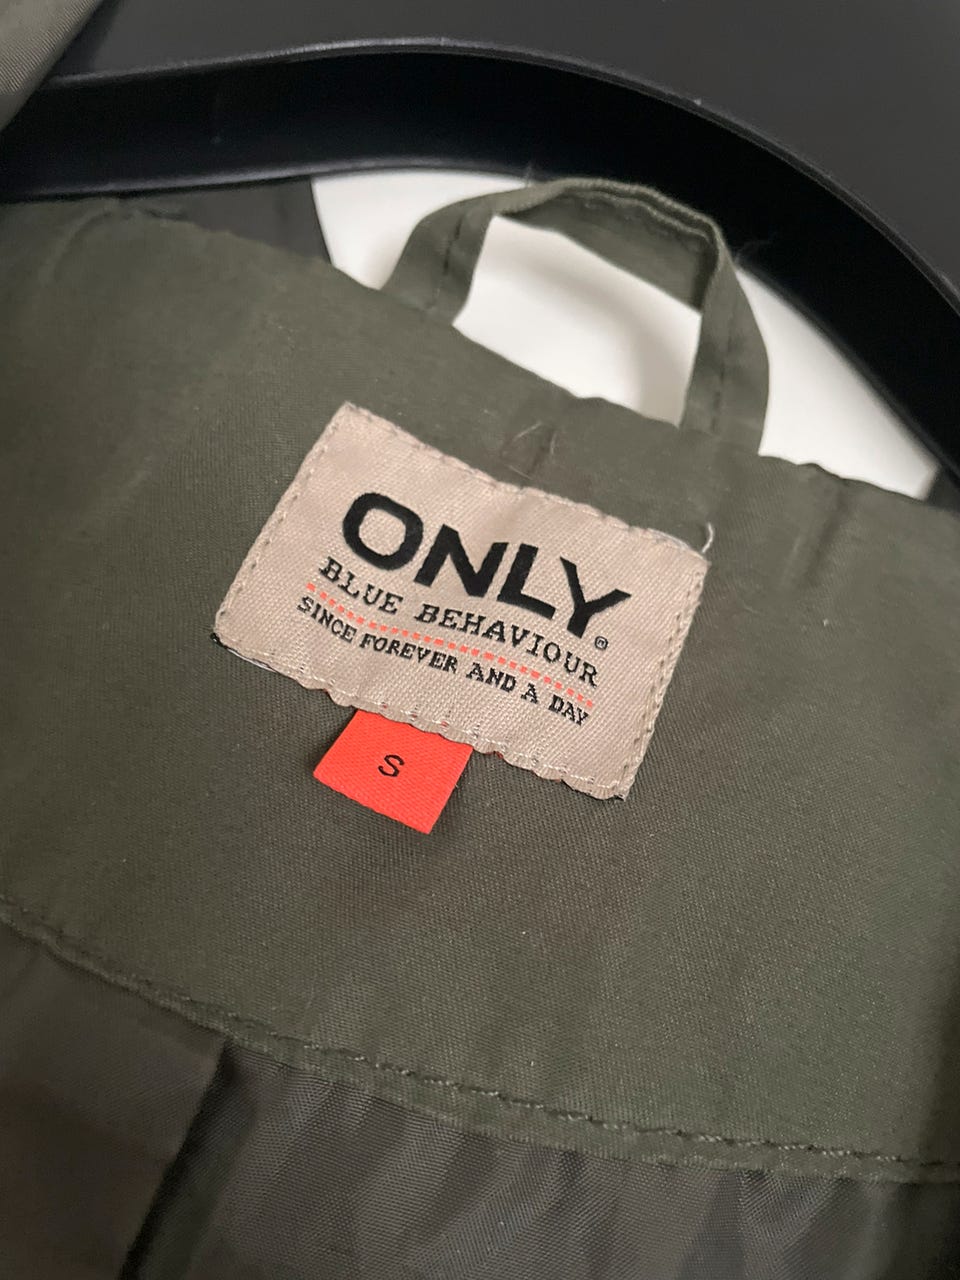 ONLY®
BLUE BEHAVIOUR
SINCE FOREVER AND A DAY
S